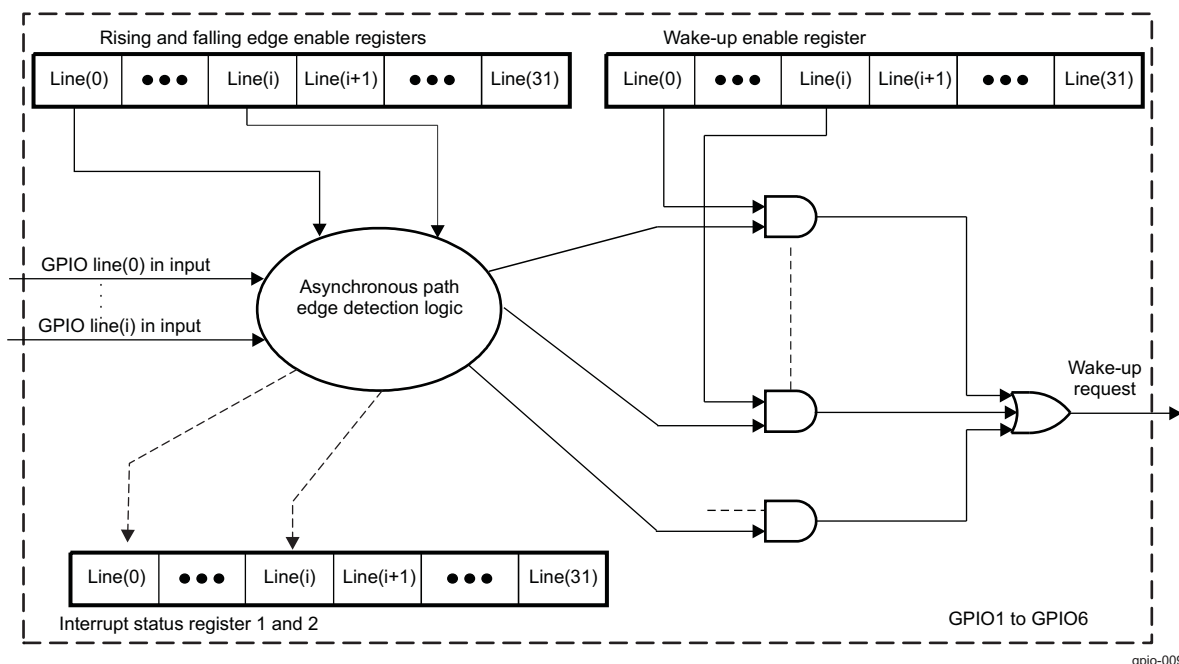 Rising and falling edge enable registers
Wake-up enable register
Line(0) ●●● Line(i) Line(i+1) ●●● Line(31)
Line(0) ●●● Line(i) Line(i+1) ●●● Line(31)
GPIO line(0) in input
Asynchronous path
edge detection logic
GPIO line(i) in input
Wake-up
request
Line(0) ●●● Line(i) Line(i+1) ●●● Line(31)
Interrupt status register 1 and 2
GPIO1 to GPIO6
gpio-009